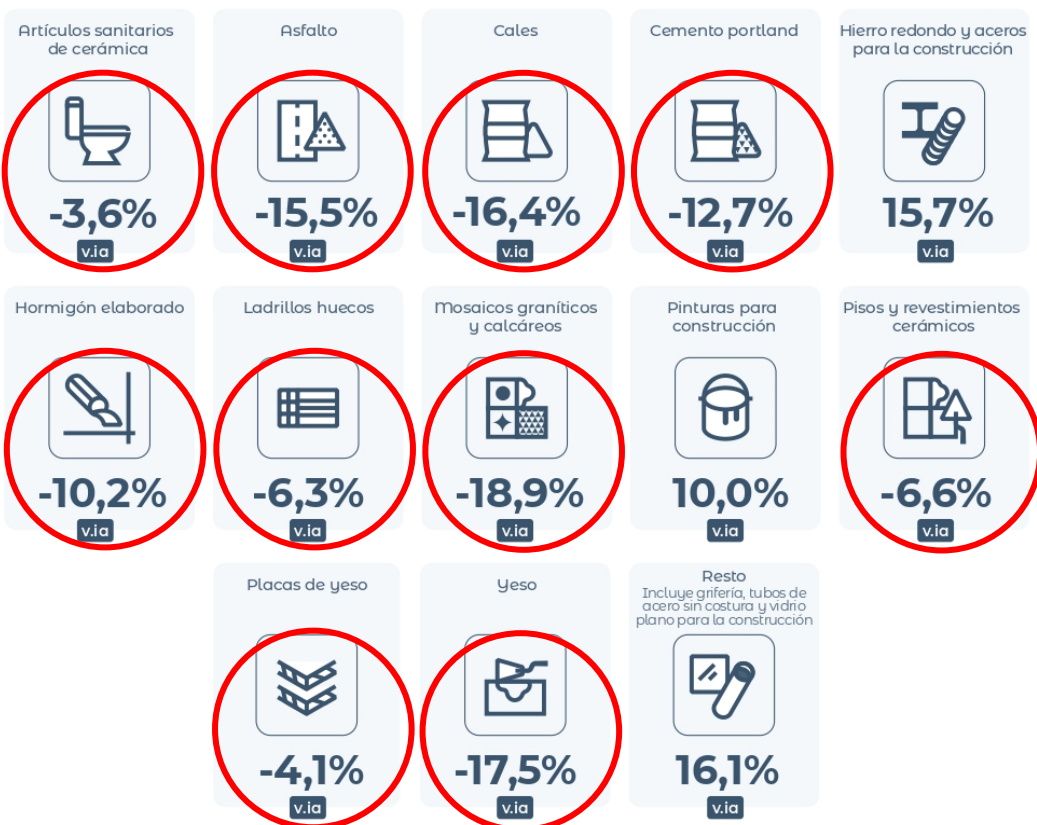 Artículos sanitarios
de cerámica
-3,6%
v.ia
Asfalto
-15,5%
v.ia
Cales
-16,4%
v.ia
Cemento portland
-12,7%
v.ia
Hierro redondo y aceros
para la construcción
15,7%
v.ia
Hormigón elaborado
-10,2%
v.ia
Ladrillos huecos
-6,3%
v.ia
Mosaicos graníticos
y calcáreos
-18,9%
v.ia
Pinturas para
construcción
10,0%
v.ia
Pisos y revestimientos
cerámicos
-6,6%
v.ia
Placas de yeso
-4,1%
v.ia
Yeso
-17,5%
v.ia
Resto
Incluye grifería, tubos de
acero sin costura y vidrio
plano para la construcción
16,1%
v.ia